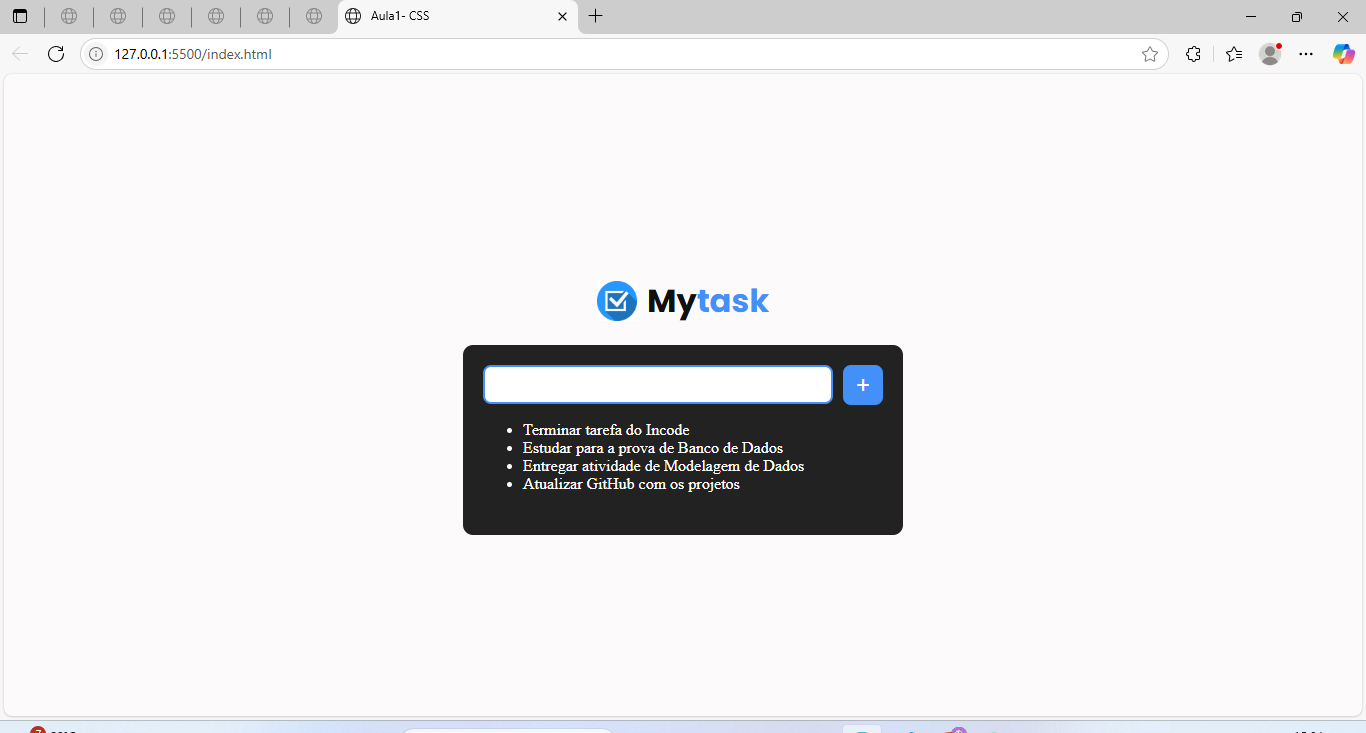 Aula1- CSS
127.0.0.1:5500/index.html
Mytask
+
Terminar tarefa do Incode
Estudar para a prova de Banco de Dados
Entregar atividade de Modelagem de Dados
Atualizar GitHub com os projetos